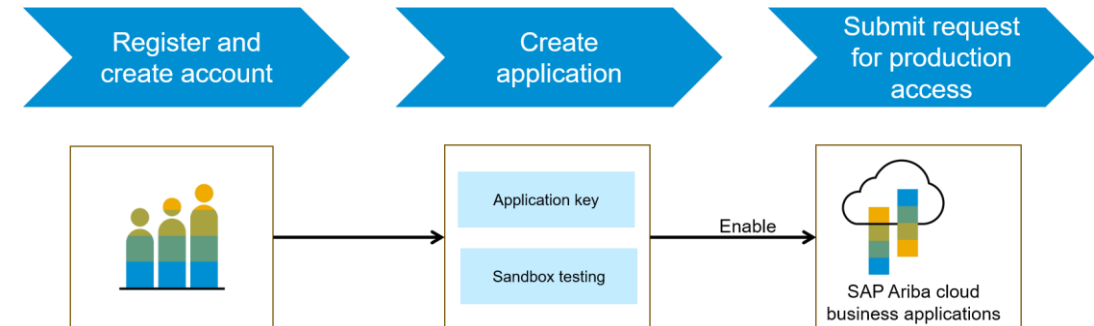 Register and
create account
Create
application
Submit request
for production
access
Application key
Sandbox testing
Enable
SAP Ariba cloud
business applications